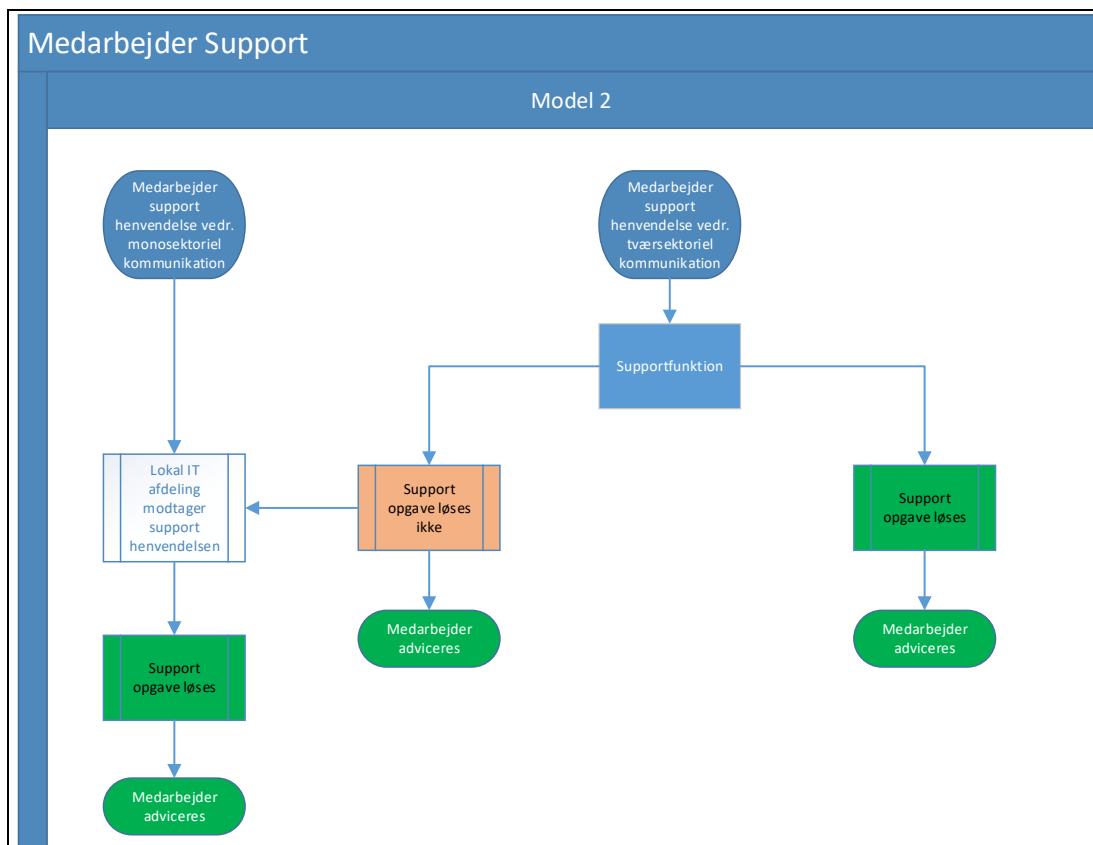 Medarbejder Support
Model 2
Medarbejder
support
henvendelse vedr.
monosektoriel
kommunikation
Medarbejder
support
henvendelse vedr.
tværsektoriel
kommunikation
Supportfunktion
Lokal IT
afdeling
modtager
support
henvendelsen
Support
opgave løses
ikke
Support
opgave løses
Medarbejder
adviceres
Medarbejder
adviceres
Support
opgave løses
Medarbejder
adviceres